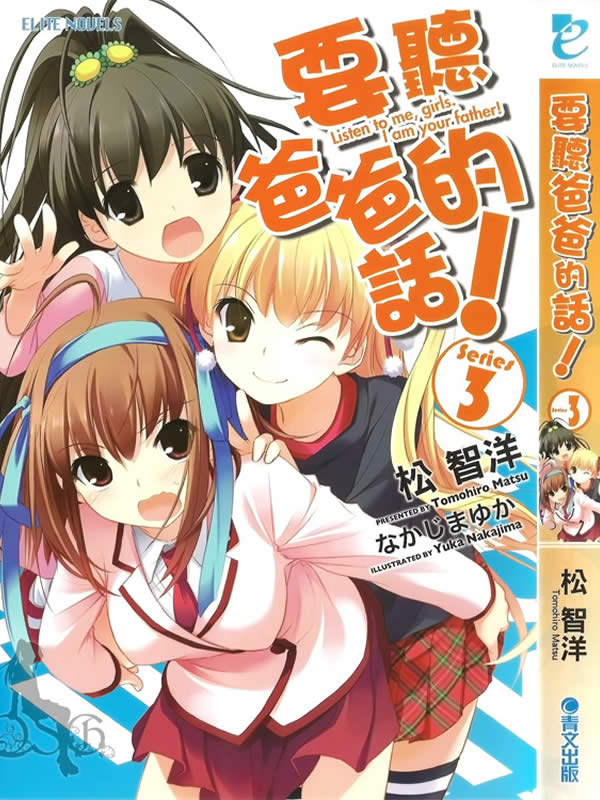 ELITE NOVELS
要聽
Listen to me, girls.
I am your father!
爸爸的
話!
Series
3
松 智洋
PRESENTED BY Tomohiro Matsu
なかじまゆか
ILLUSTRATED BY Yuka Nakajima
e
ELITE NOVELS
要聽爸爸的話!
Series
3
松 智洋
Tomohiro Matsu
青文出版